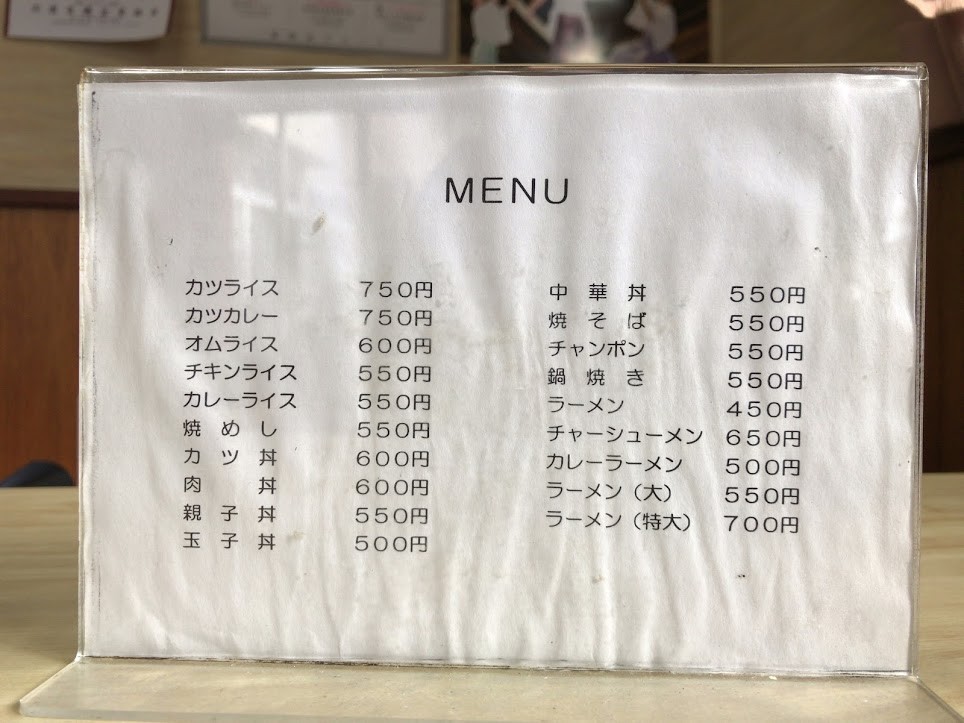 MENU
カツライス 750円
カツカレー 750円
オムライス 600円
チキンライス 550円
カレーライス 550円
焼めし 550円
カツ丼 600円
肉丼 600円
親子丼 550円
玉子丼 500円
中華丼 550円
焼そば 550円
チャンポン 550円
鍋焼き 550円
ラーメン 450円
チャーシューメン 650円
カレーラーメン 500円
ラーメン(大) 550円
ラーメン(特大) 700円